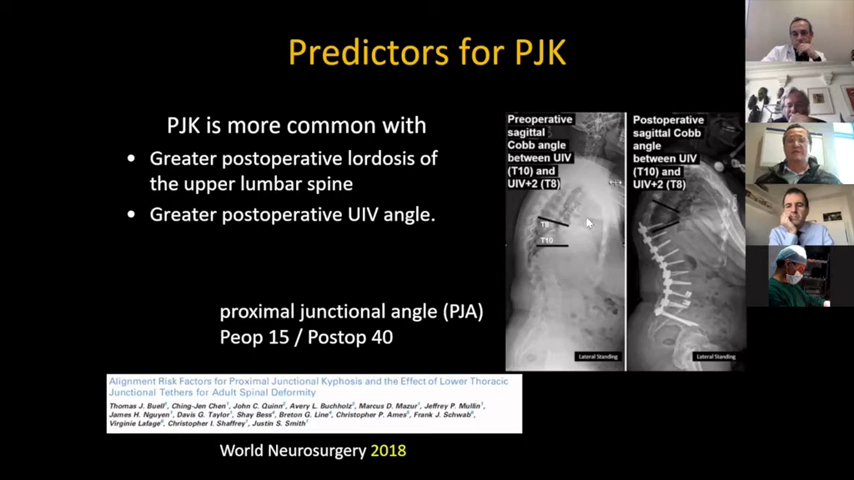 Predictors for PJK
PJK is more common with
• Greater postoperative lordosis of
the upper lumbar spine
• Greater postoperative UIV angle.
proximal junctional angle (PJA)
Peop 15 / Postop 40
Preoperative
sagittal
Cobb angle
between UIV
(T10) and
UIV+2 (T8)
T8
T10
Lateral Standing
Postoperative
sagittal Cobb
angle
between UIV
(T10) and
UIV+2 (T8)
Lateral Standing
Alignment Risk Factors for Proximal Junctional Kyphosis and the Effect of Lower Thoracic
Junctional Tethers for Adult Spinal Deformity
Thomas J. Buell, Ching-Jen Chen, John C. Quinn, Avery L. Buchholz, Marcus D. Mazur, Jeffrey P. Mullin,
James H. Nguyen, Davis G. Taylor, Shay Bess, Breton G. Line, Christopher P. Ames, Frank J. Schwab,
Virginie Lafage, Christopher I. Shaffrey, Justin S. Smith
World Neurosurgery 2018